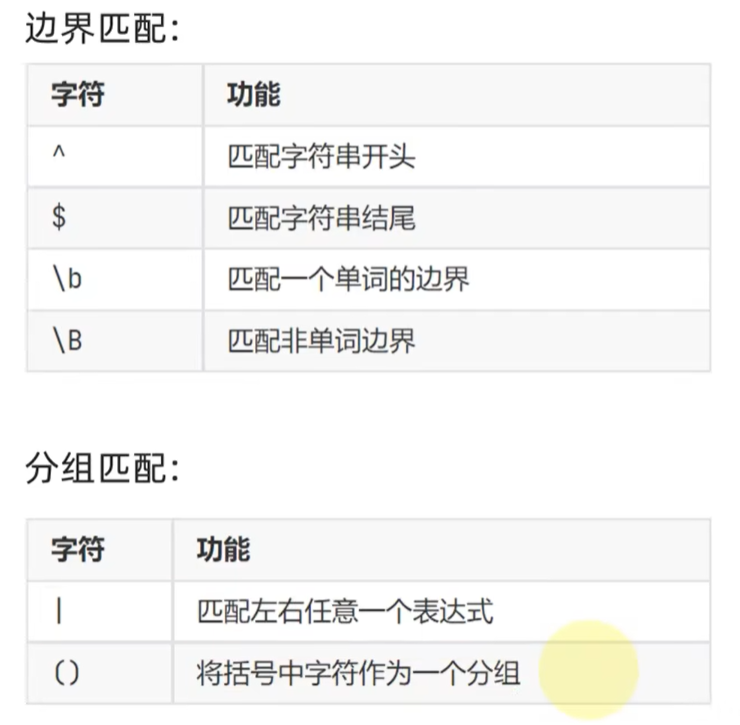 边界匹配：
字符 功能
^ 匹配字符串开头
$ 匹配字符串结尾
\b 匹配一个单词的边界
\B 匹配非单词边界
分组匹配：
字符 功能
| 匹配左右任意一个表达式
() 将括号中字符作为一个分组